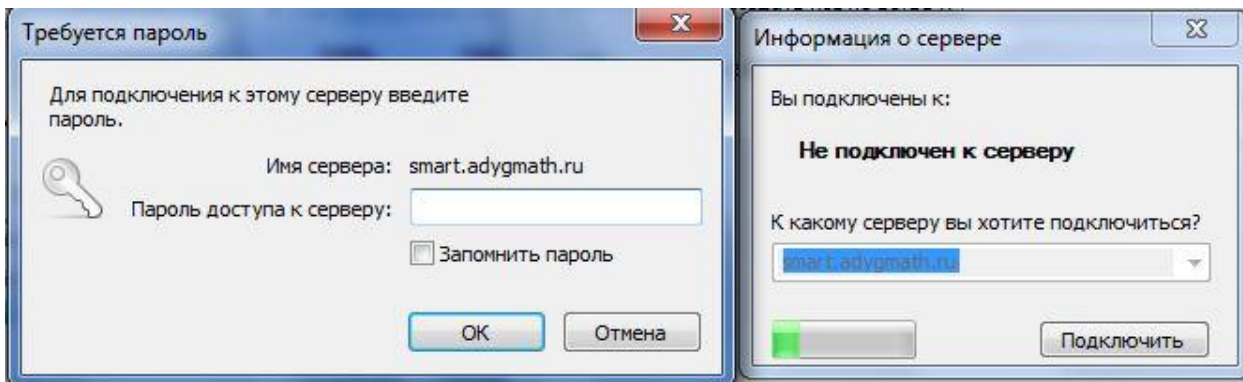 Требуется пароль
Для подключения к этому серверу введите
пароль.
Имя сервера: smart.adygmath.ru
Пароль доступа к серверу:
Запомнить пароль
ОК Отмена
Информация о сервере
Вы подключены к:
Не подключен к серверу
К какому серверу вы хотите подключиться?
smart.adygmath.ru
Подключить